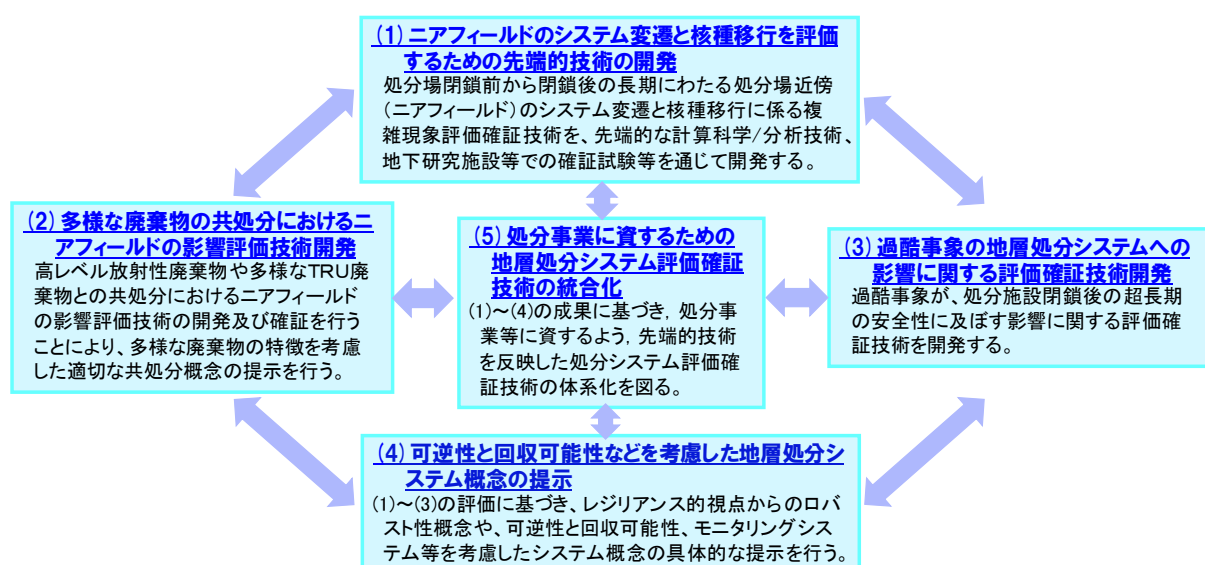 (1) ニアフィールドのシステム変遷と核種移行を評価
するための先端的技術の開発
処分場閉鎖前から閉鎖後の長期にわたる処分場近傍
(ニアフィールド)のシステム変遷と核種移行に係る複
雑現象評価確証技術を、先端的な計算科学/分析技術、
地下研究施設等での確証試験等を通じて開発する。
(2) 多様な廃棄物の共処分におけるニ
アフィールドの影響評価技術開発
高レベル放射性廃棄物や多様なTRU廃
棄物との共処分におけるニアフィールド
の影響評価技術の開発及び確証を行う
ことにより、多様な廃棄物の特徴を考慮
した適切な共処分概念の提示を行う。
(5) 処分事業に資するための
地層処分システム評価確証
技術の統合化
(1)~(4)の成果に基づき, 処分事
業等に資するよう, 先端的技術
を反映した処分システム評価確
証技術の体系化を図る。
(3) 過酷事象の地層処分システムへの
影響に関する評価確証技術開発
過酷事象が、処分施設閉鎖後の超長期
の安全性に及ぼす影響に関する評価確
証技術を開発する。
(4) 可逆性と回収可能性などを考慮した地層処分シ
ステム概念の提示
(1)~(3)の評価に基づき、レジリアンス的視点からのロバ
スト性概念や、可逆性と回収可能性、モニタリングシス
テム等を考慮したシステム概念の具体的な提示を行う。